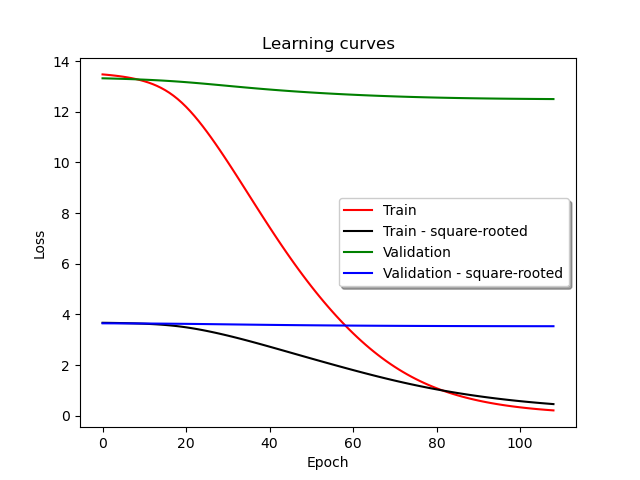 Learning curves
14
12
10
8
6
4
2
0
Loss
Train
Train - square-rooted
Validation
Validation - square-rooted
0 20 40 60 80 100
Epoch